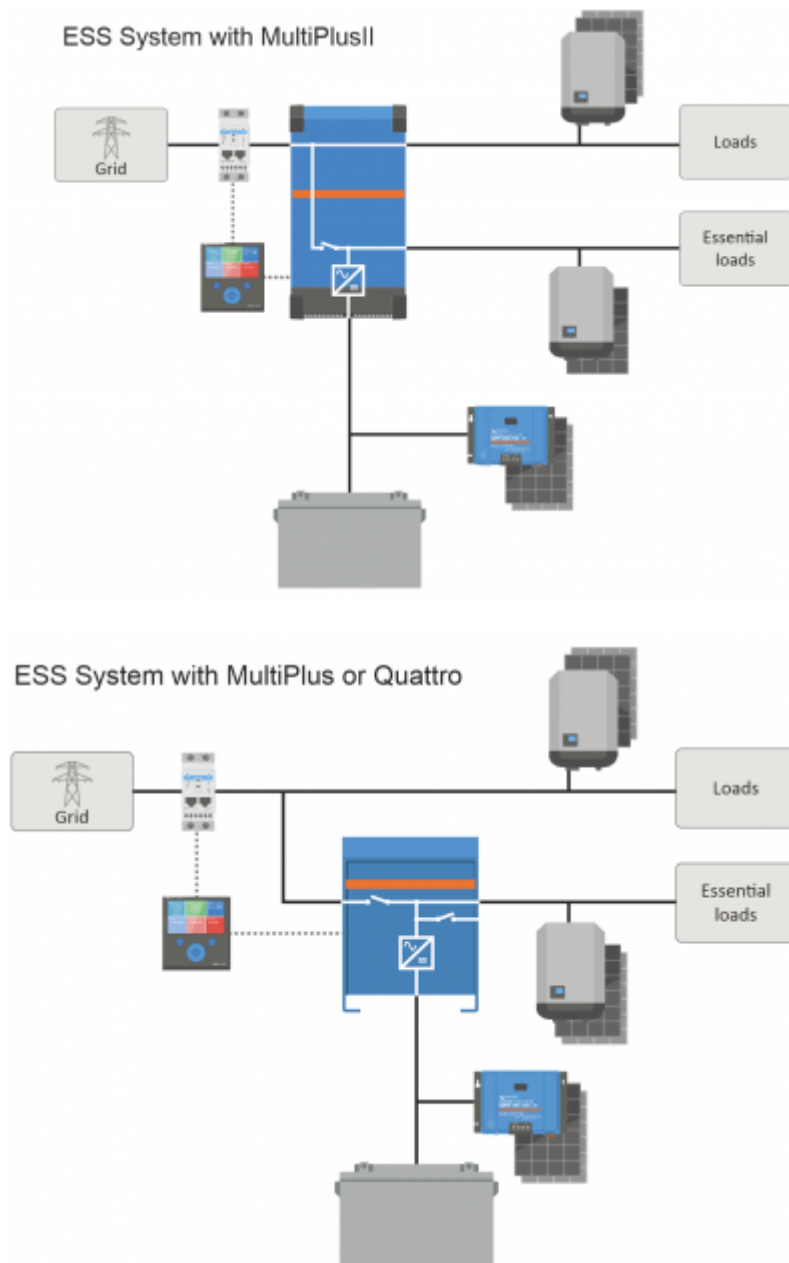 ESS System with MultiPlusII
Grid
Loads
Essential
loads
ESS System with MultiPlus or Quattro
Grid
Loads
Essential
loads